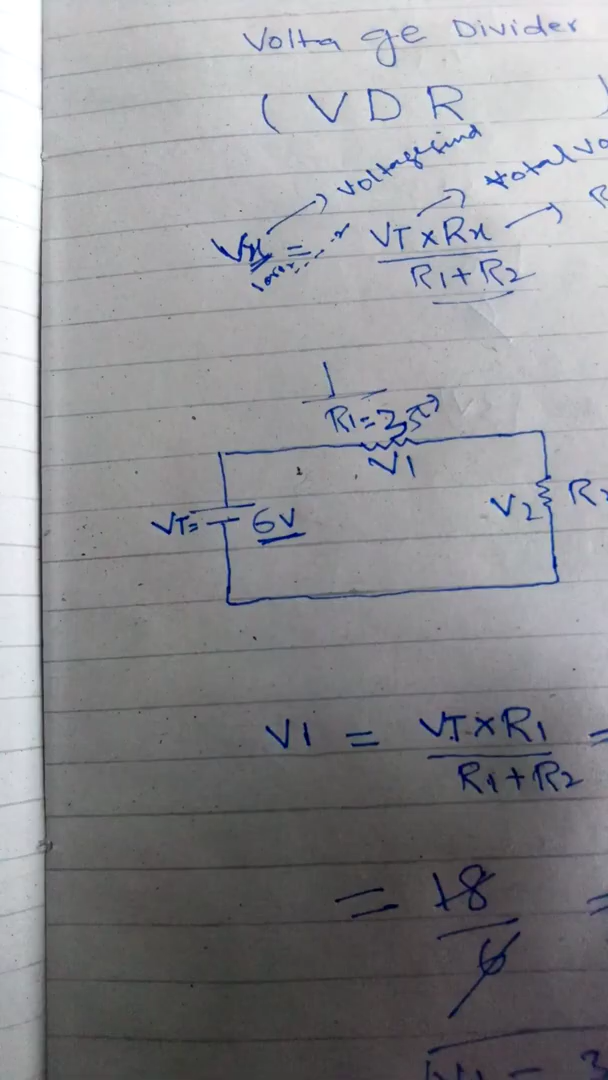 Voltage Divider
( V D R )
Voltage find
total Vo
Vx = VT x Rx
R1 + R2
R1 = 3
V1
VT = 6V
V2
V1 = VT x R1 =
R1 + R2
= 18 =
6